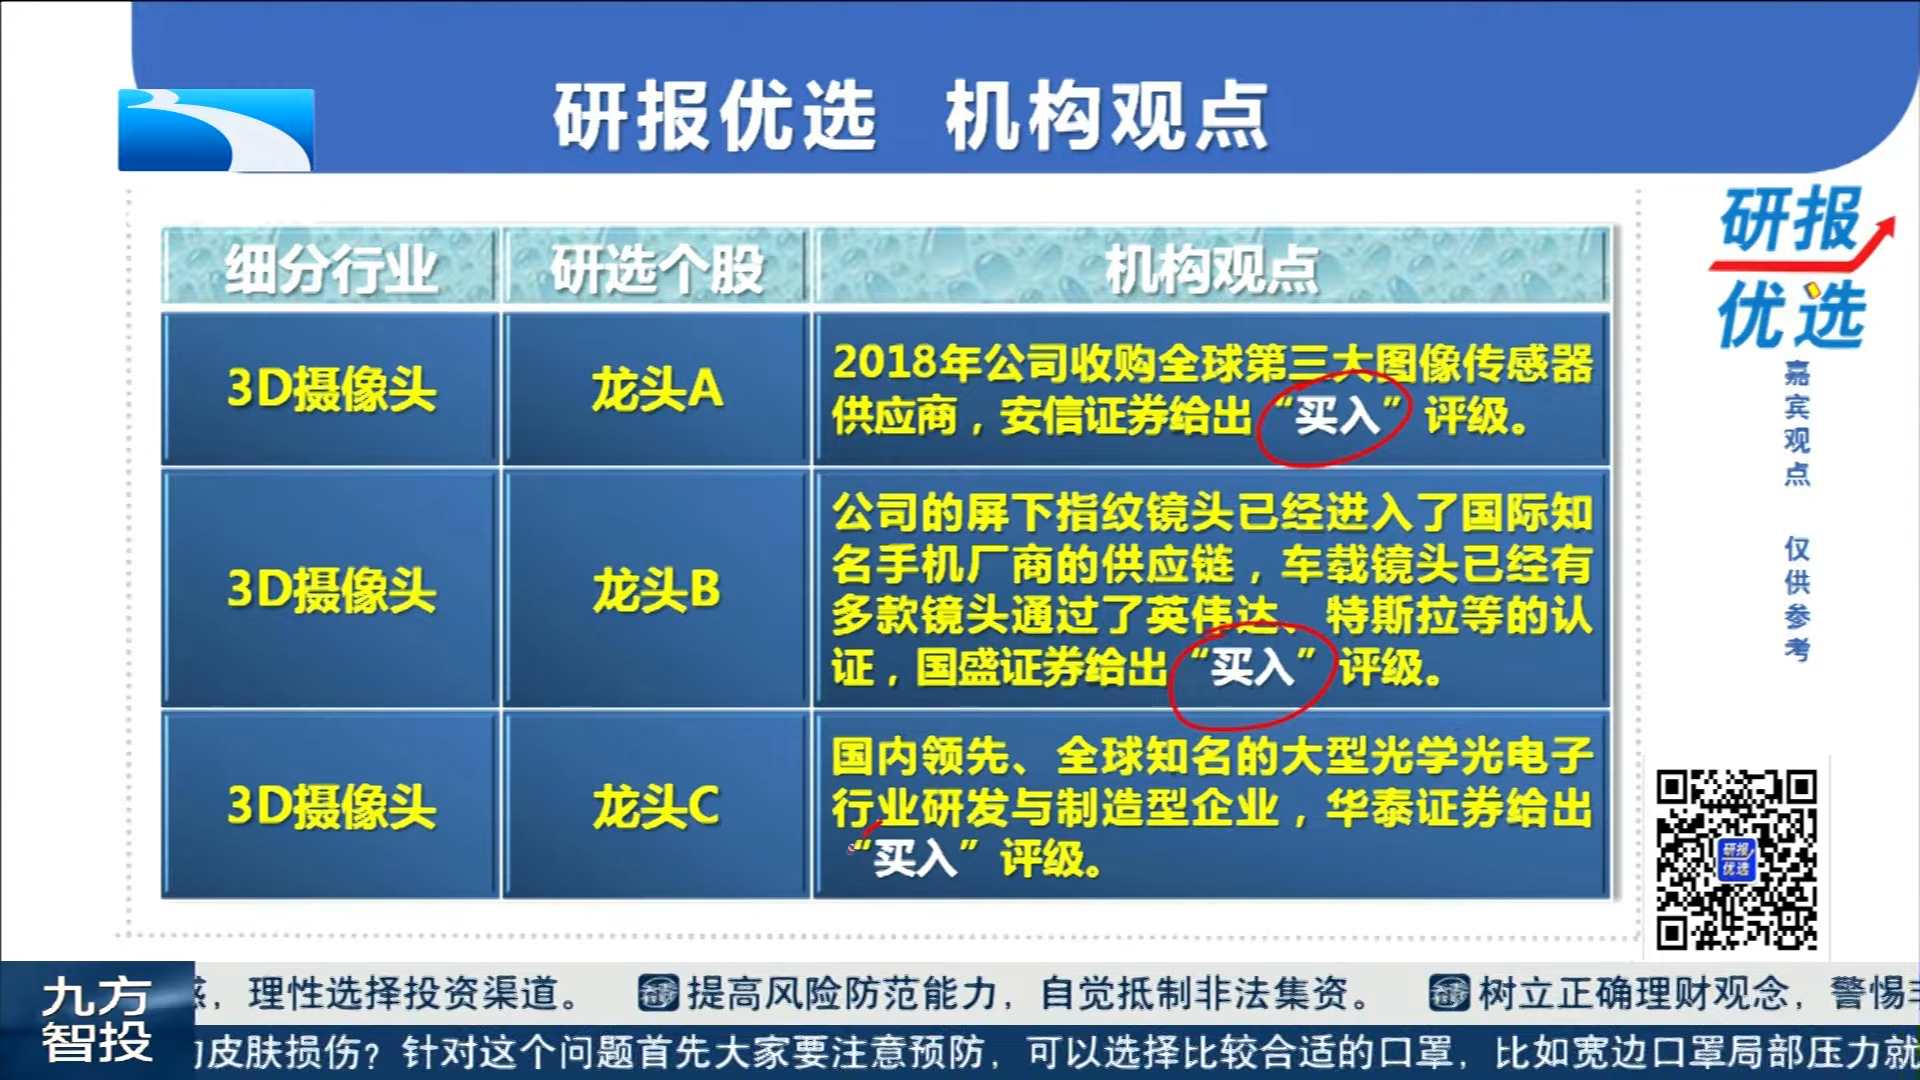 研报优选 机构观点
细分行业 研选个股 机构观点
3D摄像头
龙头A
2018年公司收购全球第三大图像传感器
供应商，安信证券给出“买入”评级。
3D摄像头
龙头B
公司的屏下指纹镜头已经进入了国际知
名手机厂商的供应链，车载镜头已经有
多款镜头通过了英伟达、特斯拉等的认
证，国盛证券给出“买入”评级。
3D摄像头
龙头C
国内领先、全球知名的大型光学光电子
行业研发与制造型企业，华泰证券给出
“买入”评级。
研报
优选
嘉宾观点 仅供参考
研报
优选
九方
智投
，理性选择投资渠道。 提高风险防范能力，自觉抵制非法集资。 树立正确理财观念，警惕
皮肤损伤？针对这个问题首先大家要注意预防，可以选择比较合适的口罩，比如宽边口罩局部压力就